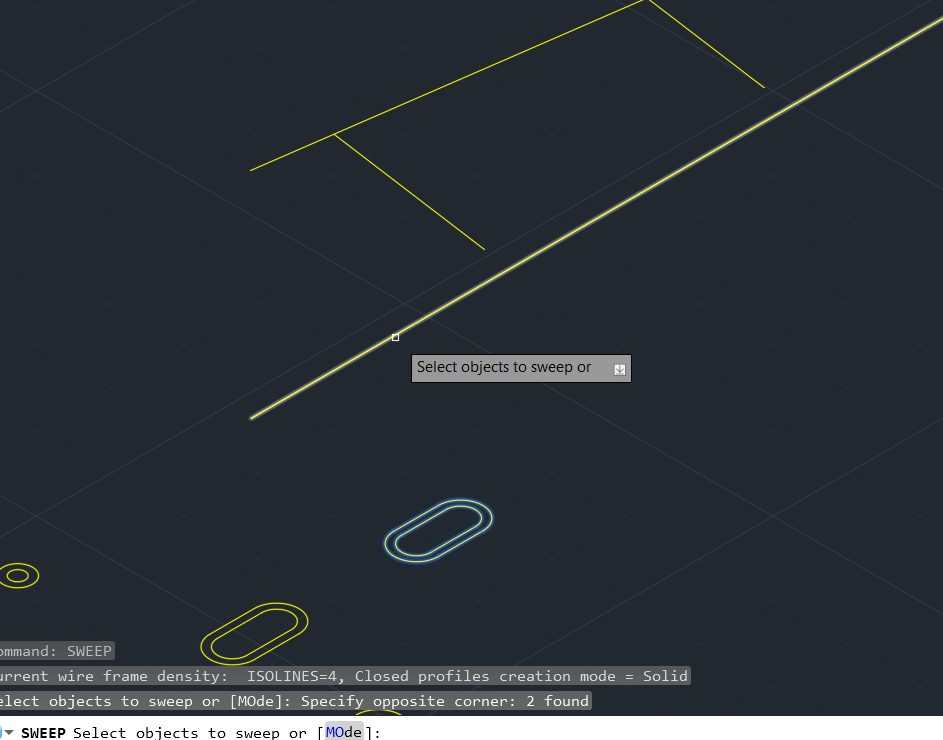 Select objects to sweep or
ommand: SWEEP
urrent wire frame density:  ISOLINES=4, Closed profiles creation mode = Solid
elect objects to sweep or [MOde]: Specify opposite corner: 2 found
SWEEP Select objects to sweep or [MOde]: